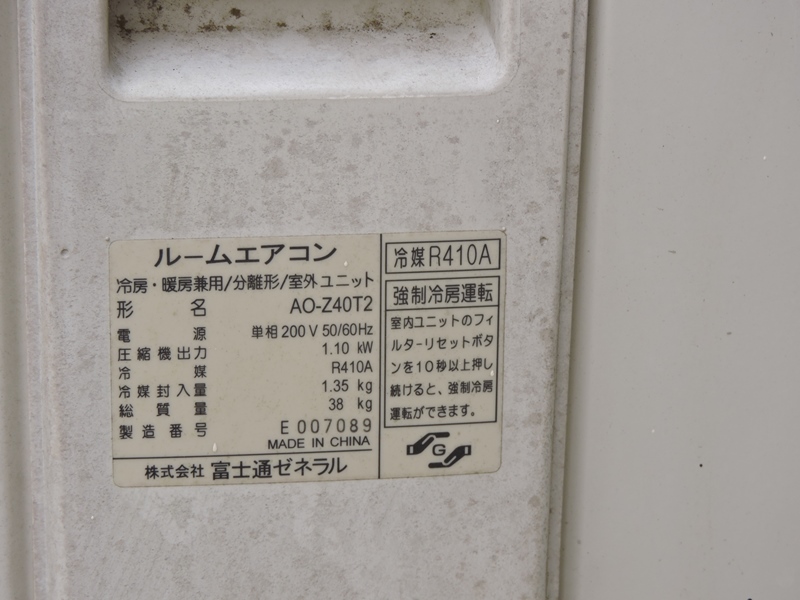 ルームエアコン
冷房・暖房兼用/分離形/室外ユニット
形 名 AO-Z40T2
電 源 単相 200 V 50/60Hz
圧縮機出力 1.10 kW
冷 媒 R410A
冷媒封入量 1.35 kg
総 質 量 38 kg
製造番号 E 007089
MADE IN CHINA
株式会社 富士通ゼネラル
冷媒 R410A
強制冷房運転
室内ユニットのフィ
ルターリセットボタ
ンを10秒以上押し
続けると、強制冷房
運転ができます。
G